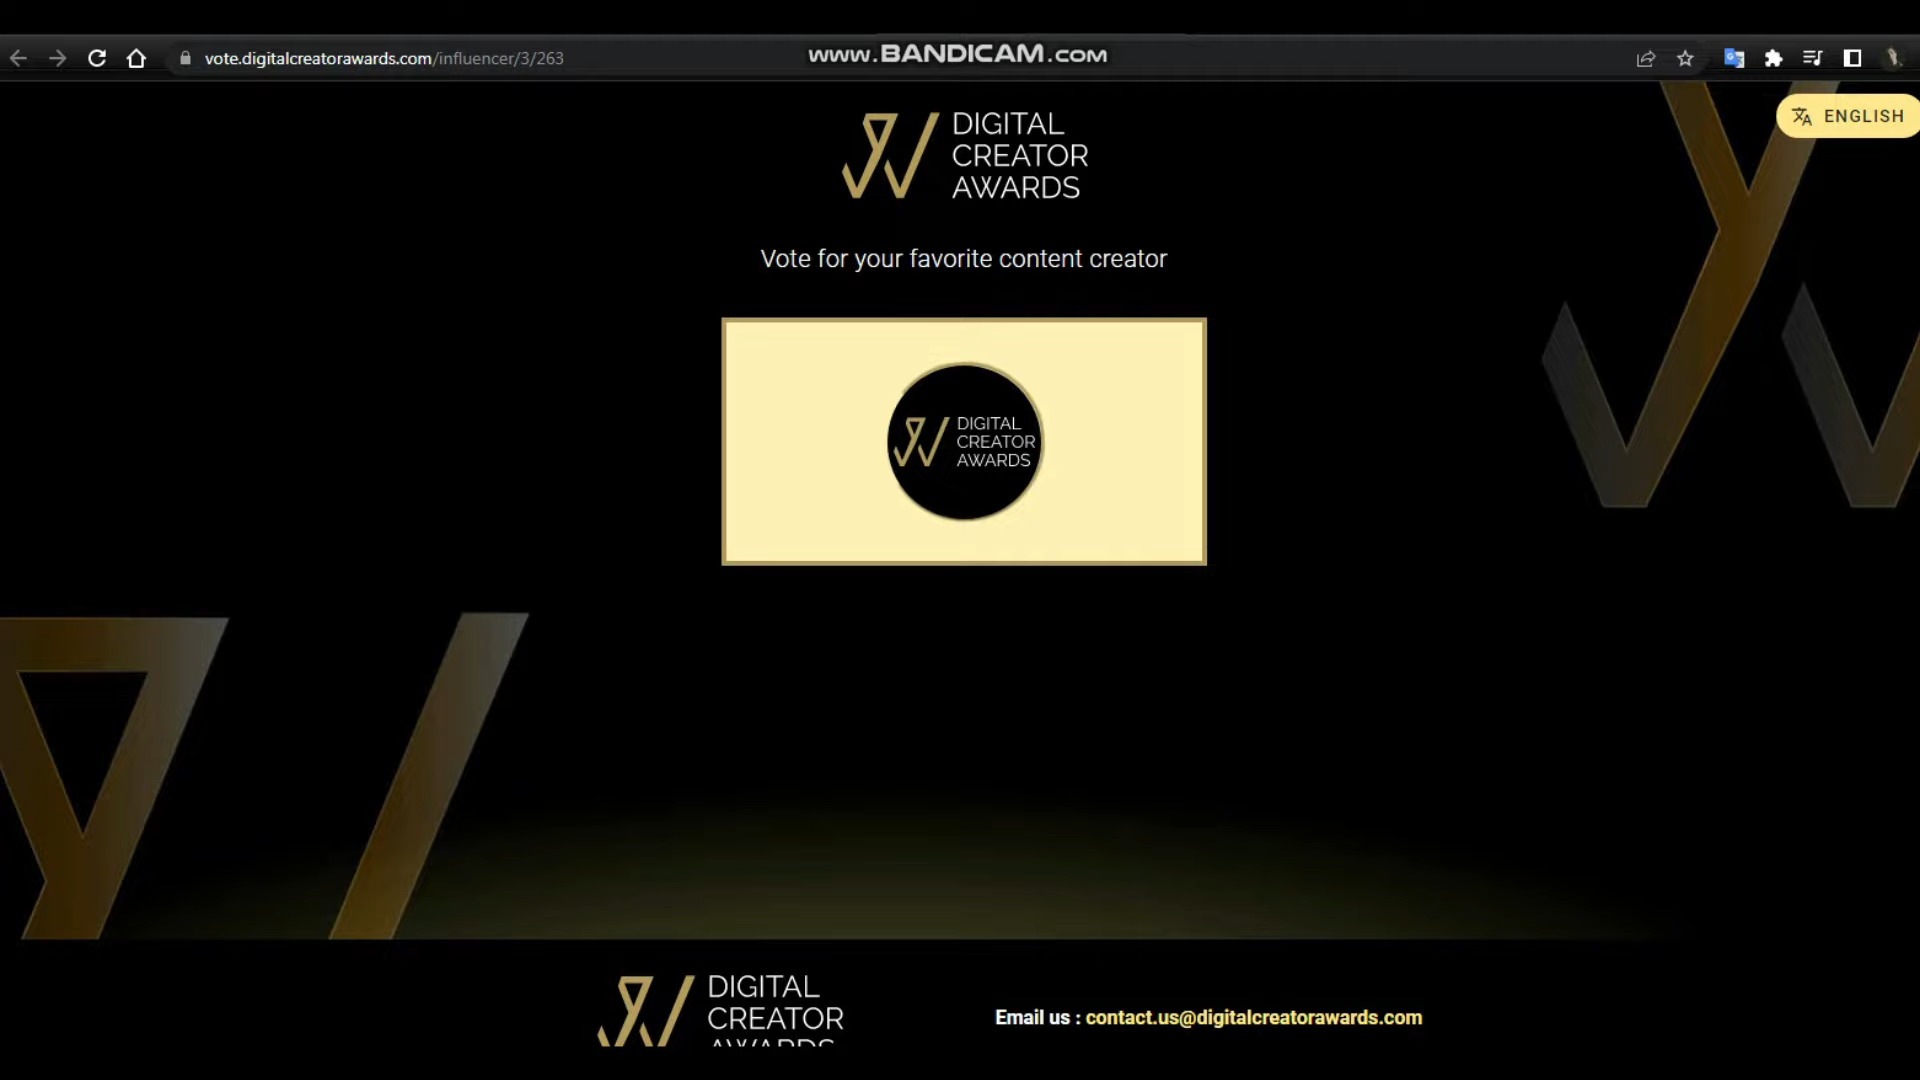 www.BANDICAM.com
vote.digitalcreatorawards.com/influencer/3/263
ENGLISH
DIGITAL
CREATOR
AWARDS
Vote for your favorite content creator
DIGITAL
CREATOR
AWARDS
DIGITAL
CREATOR
AWARDS
Email us : contact.us@digitalcreatorawards.com